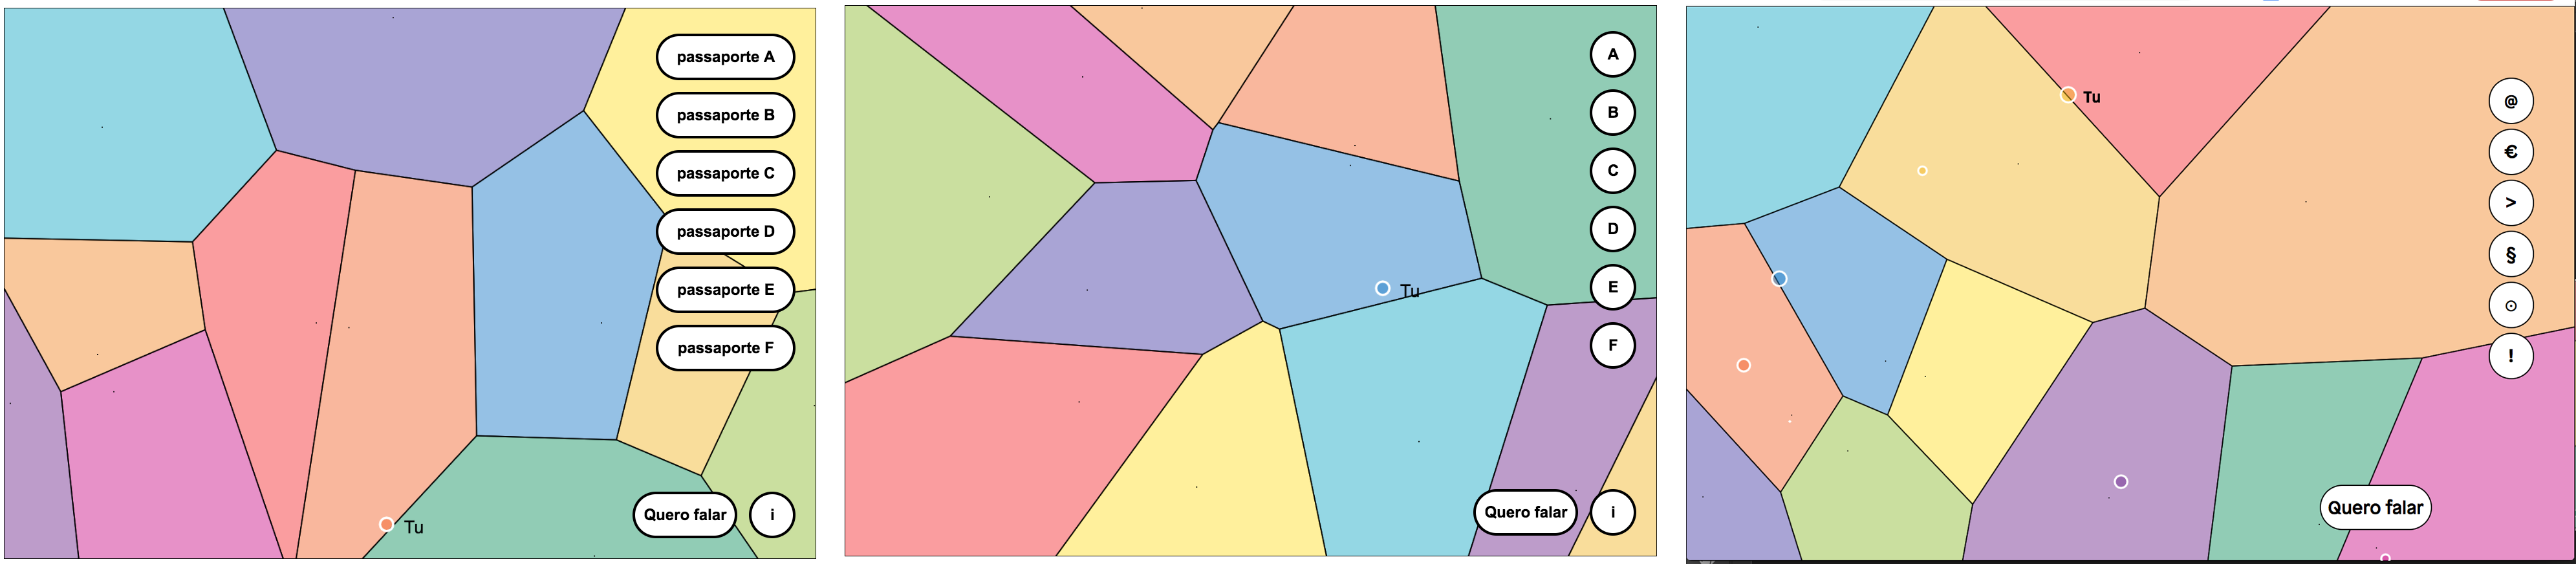 passaporte A
passaporte B
passaporte C
passaporte D
passaporte E
passaporte F
Quero falar
i
Tu
A
B
C
D
E
F
Tu
Quero falar
i
Tu
@
€
>
§
⊙
!
Quero falar